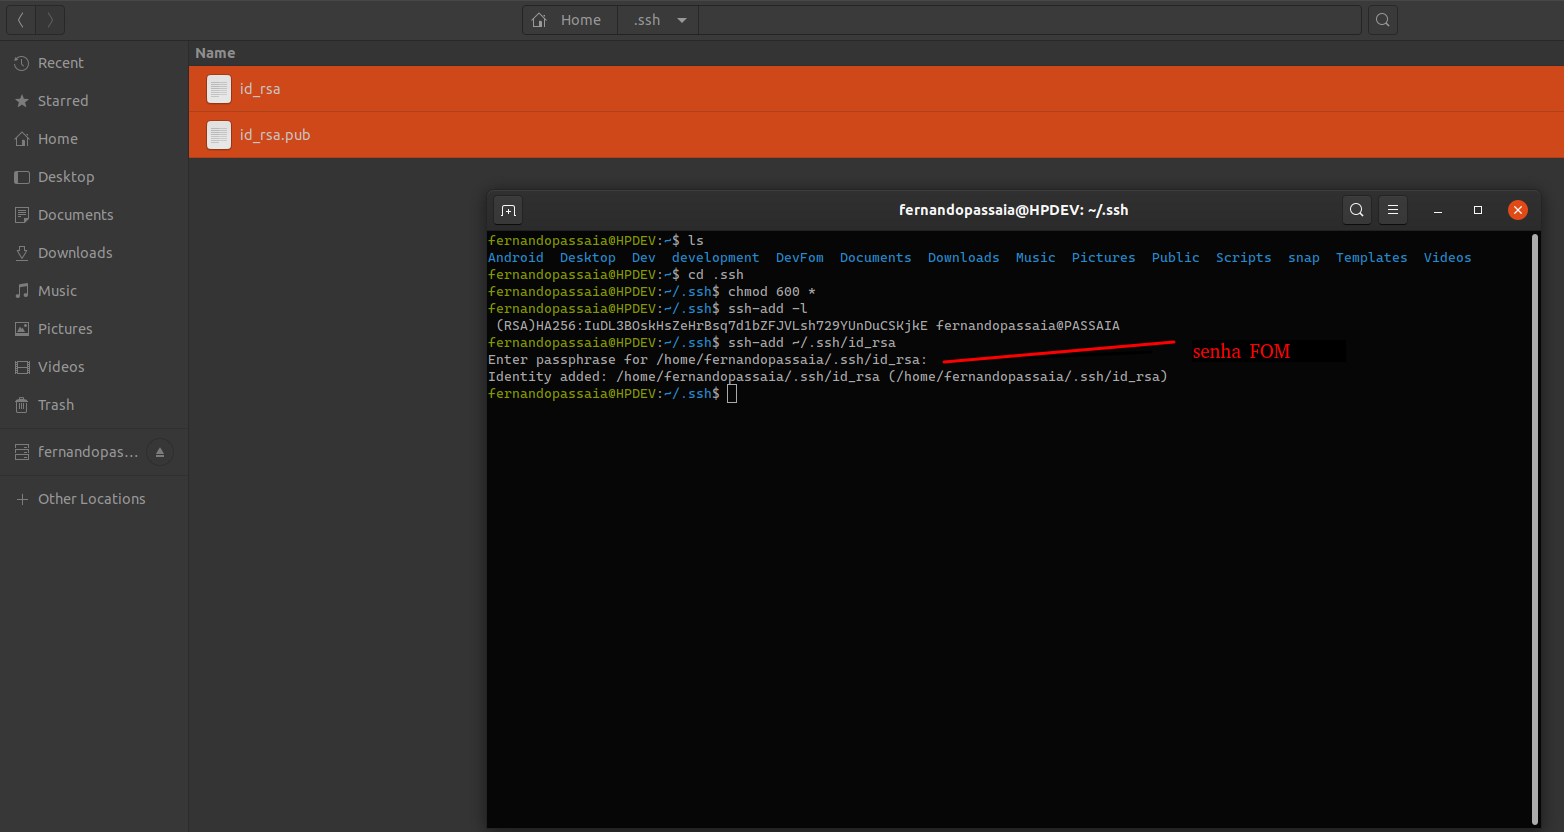 Home .ssh
Name
Recent
Starred
Home
Desktop
Documents
Downloads
Music
Pictures
Videos
Trash
fernandopas...
Other Locations
id_rsa
id_rsa.pub
fernandopassaia@HPDEV: ~/.ssh
fernandopassaia@HPDEV:~$ ls
Android Desktop Dev development DevFom Documents Downloads Music Pictures Public Scripts snap Templates Videos
fernandopassaia@HPDEV:~$ cd .ssh
fernandopassaia@HPDEV:~/.ssh$ chmod 600 *
fernandopassaia@HPDEV:~/.ssh$ ssh-add -l
(RSA)HA256:IuDL3BOskHsZeHrBsq7d1bZFJVLsh729YUnDuCSKjkE fernandopassaia@PASSAIA
fernandopassaia@HPDEV:~/.ssh$ ssh-add ~/.ssh/id_rsa
Enter passphrase for /home/fernandopassaia/.ssh/id_rsa:
senha FOM
Identity added: /home/fernandopassaia/.ssh/id_rsa (/home/fernandopassaia/.ssh/id_rsa)
fernandopassaia@HPDEV:~/.ssh$